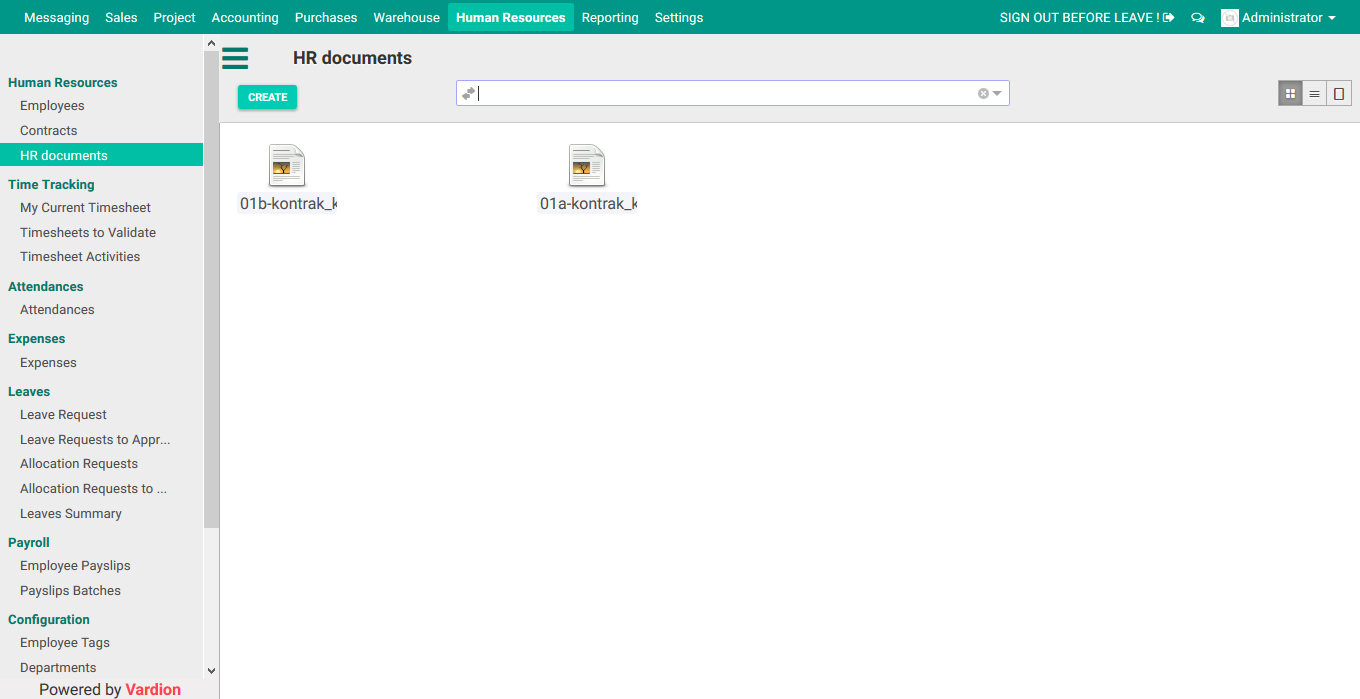 Messaging Sales Project Accounting Purchases Warehouse Human Resources Reporting Settings SIGN OUT BEFORE LEAVE ! Administrator
HR documents
CREATE
Human Resources
Employees
Contracts
HR documents
Time Tracking
My Current Timesheet
Timesheets to Validate
Timesheet Activities
Attendances
Attendances
Expenses
Expenses
Leaves
Leave Request
Leave Requests to Appr...
Allocation Requests
Allocation Requests to ...
Leaves Summary
Payroll
Employee Payslips
Payslips Batches
Configuration
Employee Tags
Departments
Powered by Vardion
01b-kontrak_k 01a-kontrak_k